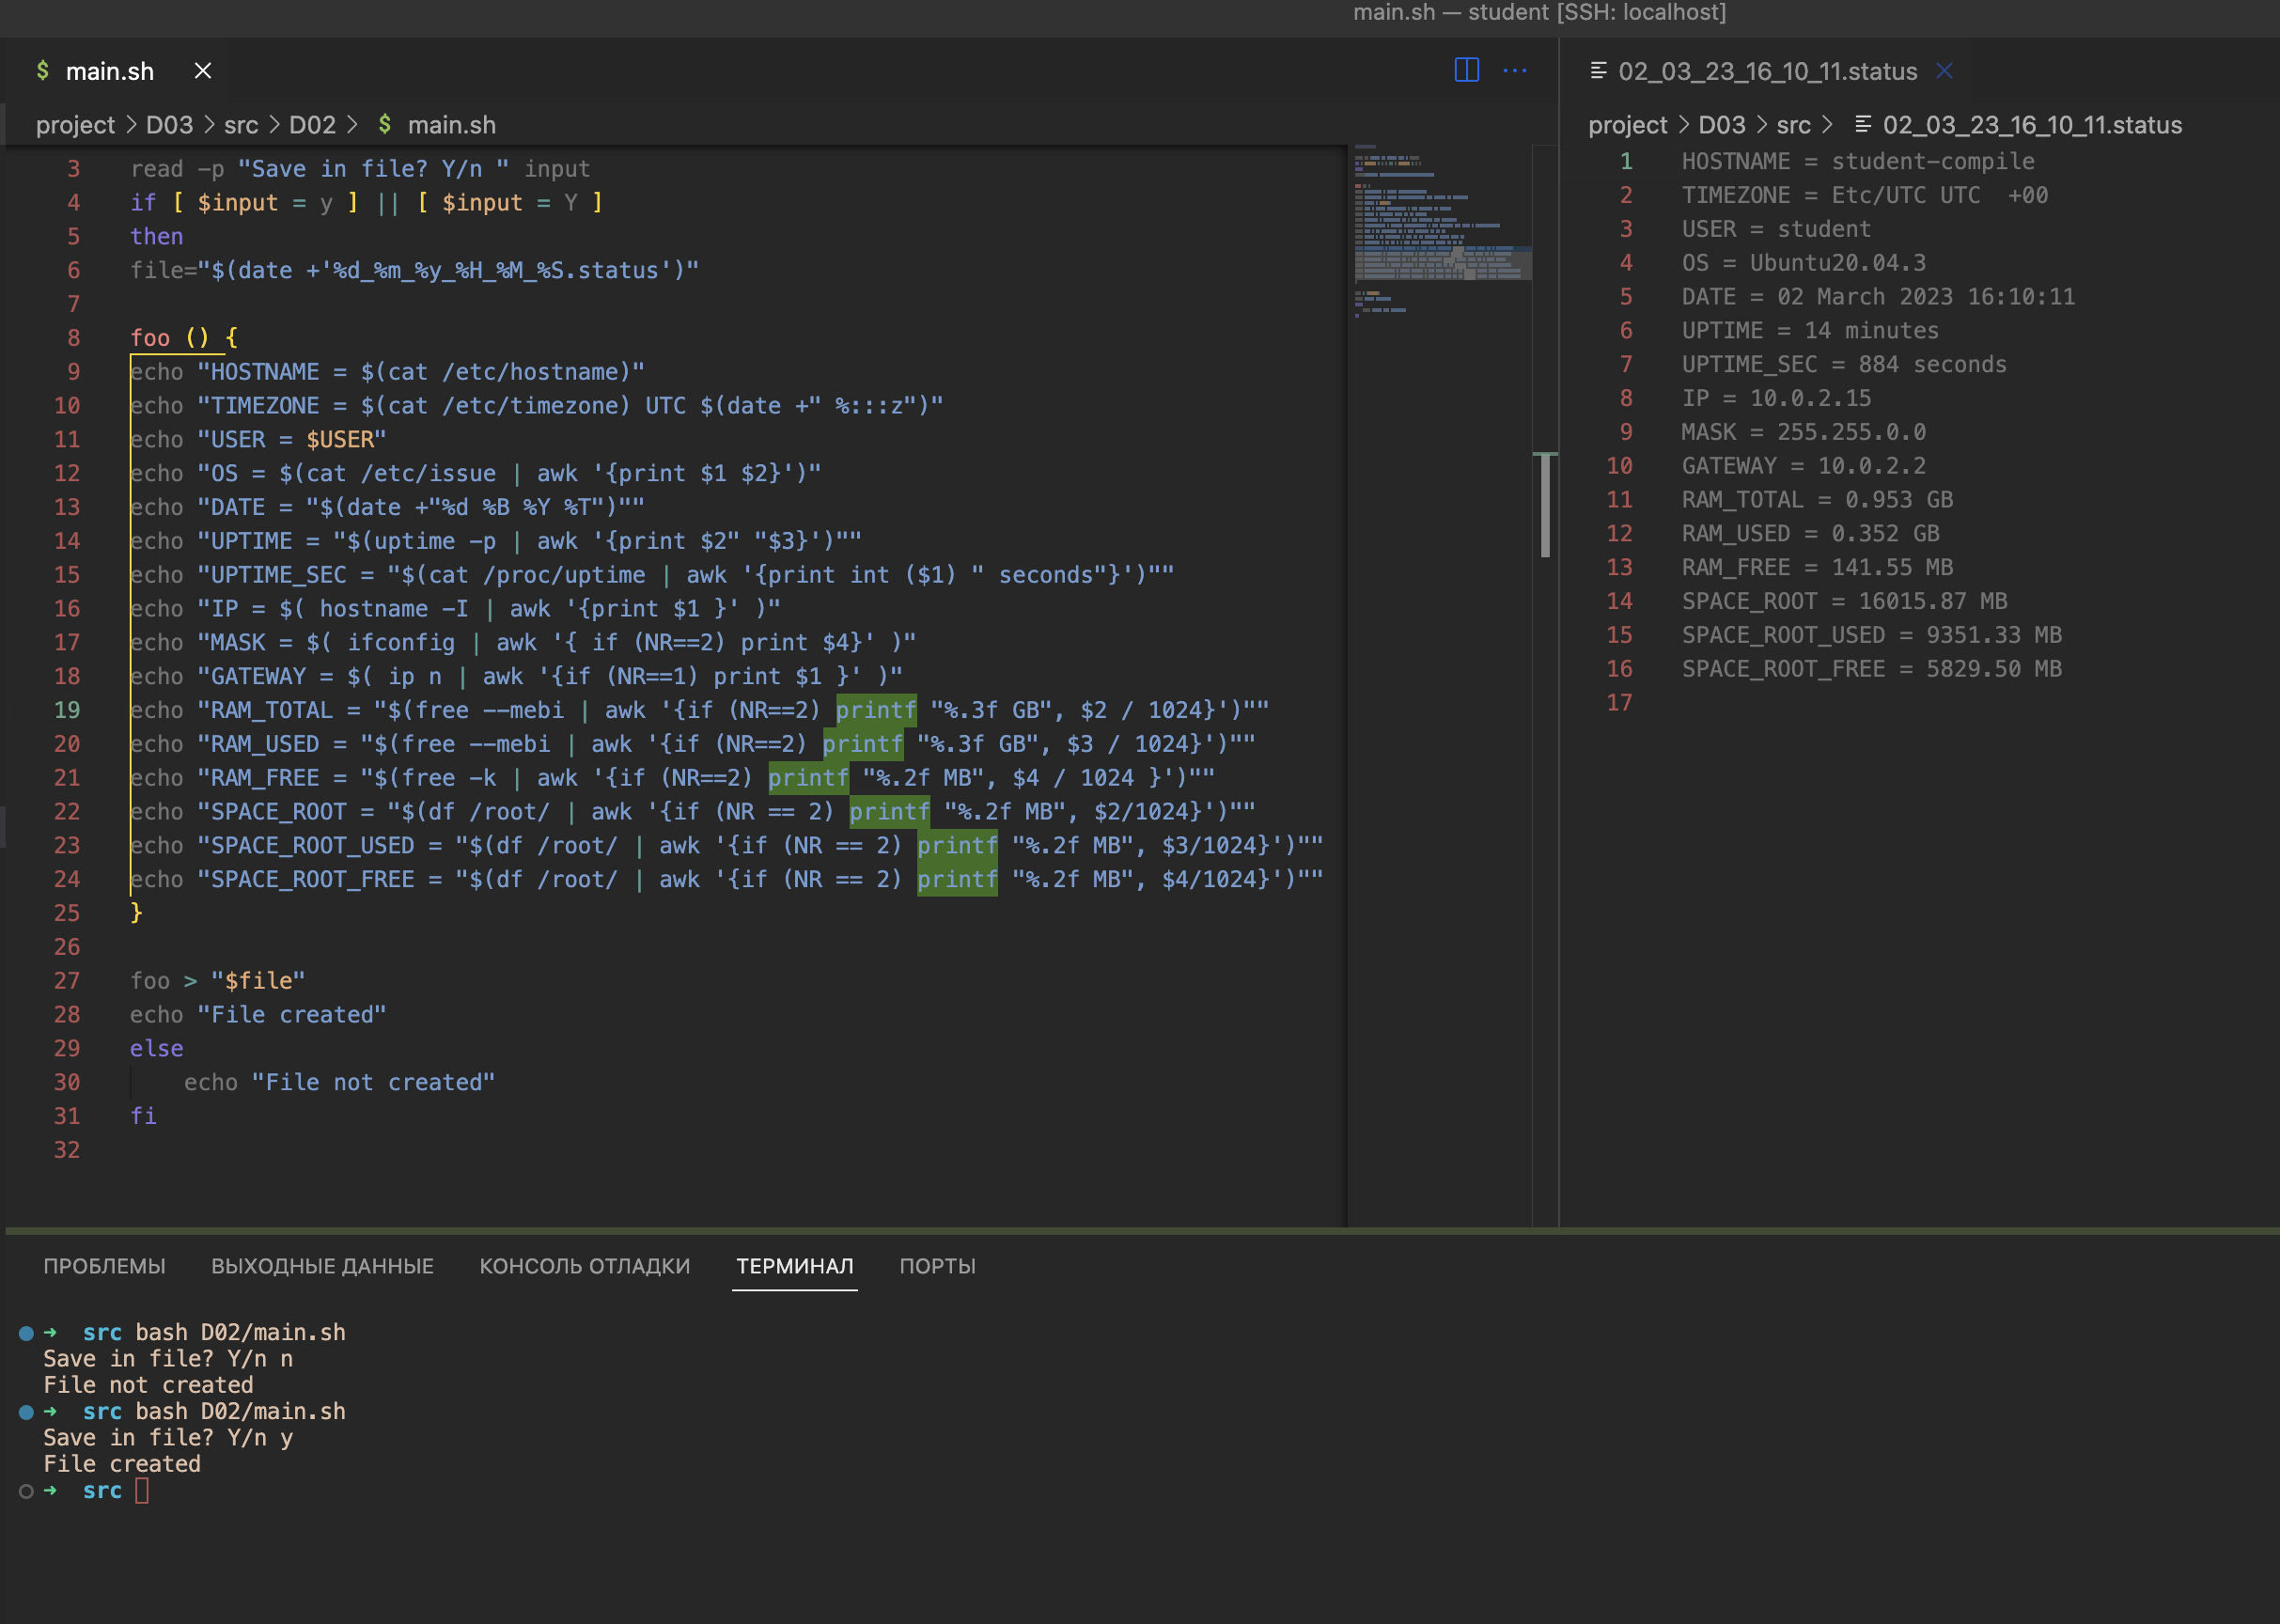 main.sh — student [SSH: localhost]
$ main.sh
project > D03 > src > D02 > $ main.sh
3 read -p "Save in file? Y/n " input
4 if [ $input = y ] || [ $input = Y ]
5 then
6 file="$(date +'%d_%m_%y_%H_%M_%S.status')"
7
8 foo () {
9 echo "HOSTNAME = $(cat /etc/hostname)"
10 echo "TIMEZONE = $(cat /etc/timezone) UTC $(date +" %:::z")"
11 echo "USER = $USER"
12 echo "OS = $(cat /etc/issue | awk '{print $1 $2}')"
13 echo "DATE = "$(date +"%d %B %Y %T")""
14 echo "UPTIME = "$(uptime -p | awk '{print $2" "$3}')""
15 echo "UPTIME_SEC = "$(cat /proc/uptime | awk '{print int ($1) " seconds"}')""
16 echo "IP = $( hostname -I | awk '{print $1 }' )"
17 echo "MASK = $( ifconfig | awk '{ if (NR==2) print $4}' )"
18 echo "GATEWAY = $( ip n | awk '{if (NR==1) print $1 }' )"
19 echo "RAM_TOTAL = "$(free --mebi | awk '{if (NR==2) printf "%.3f GB", $2 / 1024}')""
20 echo "RAM_USED = "$(free --mebi | awk '{if (NR==2) printf "%.3f GB", $3 / 1024}')""
21 echo "RAM_FREE = "$(free -k | awk '{if (NR==2) printf "%.2f MB", $4 / 1024 }')""
22 echo "SPACE_ROOT = "$(df /root/ | awk '{if (NR == 2) printf "%.2f MB", $2/1024}')""
23 echo "SPACE_ROOT_USED = "$(df /root/ | awk '{if (NR == 2) printf "%.2f MB", $3/1024}')""
24 echo "SPACE_ROOT_FREE = "$(df /root/ | awk '{if (NR == 2) printf "%.2f MB", $4/1024}')""
25 }
26
27 foo > "$file"
28 echo "File created"
29 else
30 echo "File not created"
31 fi
32
02_03_23_16_10_11.status
project > D03 > src > 02_03_23_16_10_11.status
1 HOSTNAME = student-compile
2 TIMEZONE = Etc/UTC UTC  +00
3 USER = student
4 OS = Ubuntu20.04.3
5 DATE = 02 March 2023 16:10:11
6 UPTIME = 14 minutes
7 UPTIME_SEC = 884 seconds
8 IP = 10.0.2.15
9 MASK = 255.255.0.0
10 GATEWAY = 10.0.2.2
11 RAM_TOTAL = 0.953 GB
12 RAM_USED = 0.352 GB
13 RAM_FREE = 141.55 MB
14 SPACE_ROOT = 16015.87 MB
15 SPACE_ROOT_USED = 9351.33 MB
16 SPACE_ROOT_FREE = 5829.50 MB
17
ПРОБЛЕМЫ ВЫХОДНЫЕ ДАННЫЕ КОНСОЛЬ ОТЛАДКИ ТЕРМИНАЛ ПОРТЫ
➜ src bash D02/main.sh
Save in file? Y/n n
File not created
➜ src bash D02/main.sh
Save in file? Y/n y
File created
➜ src